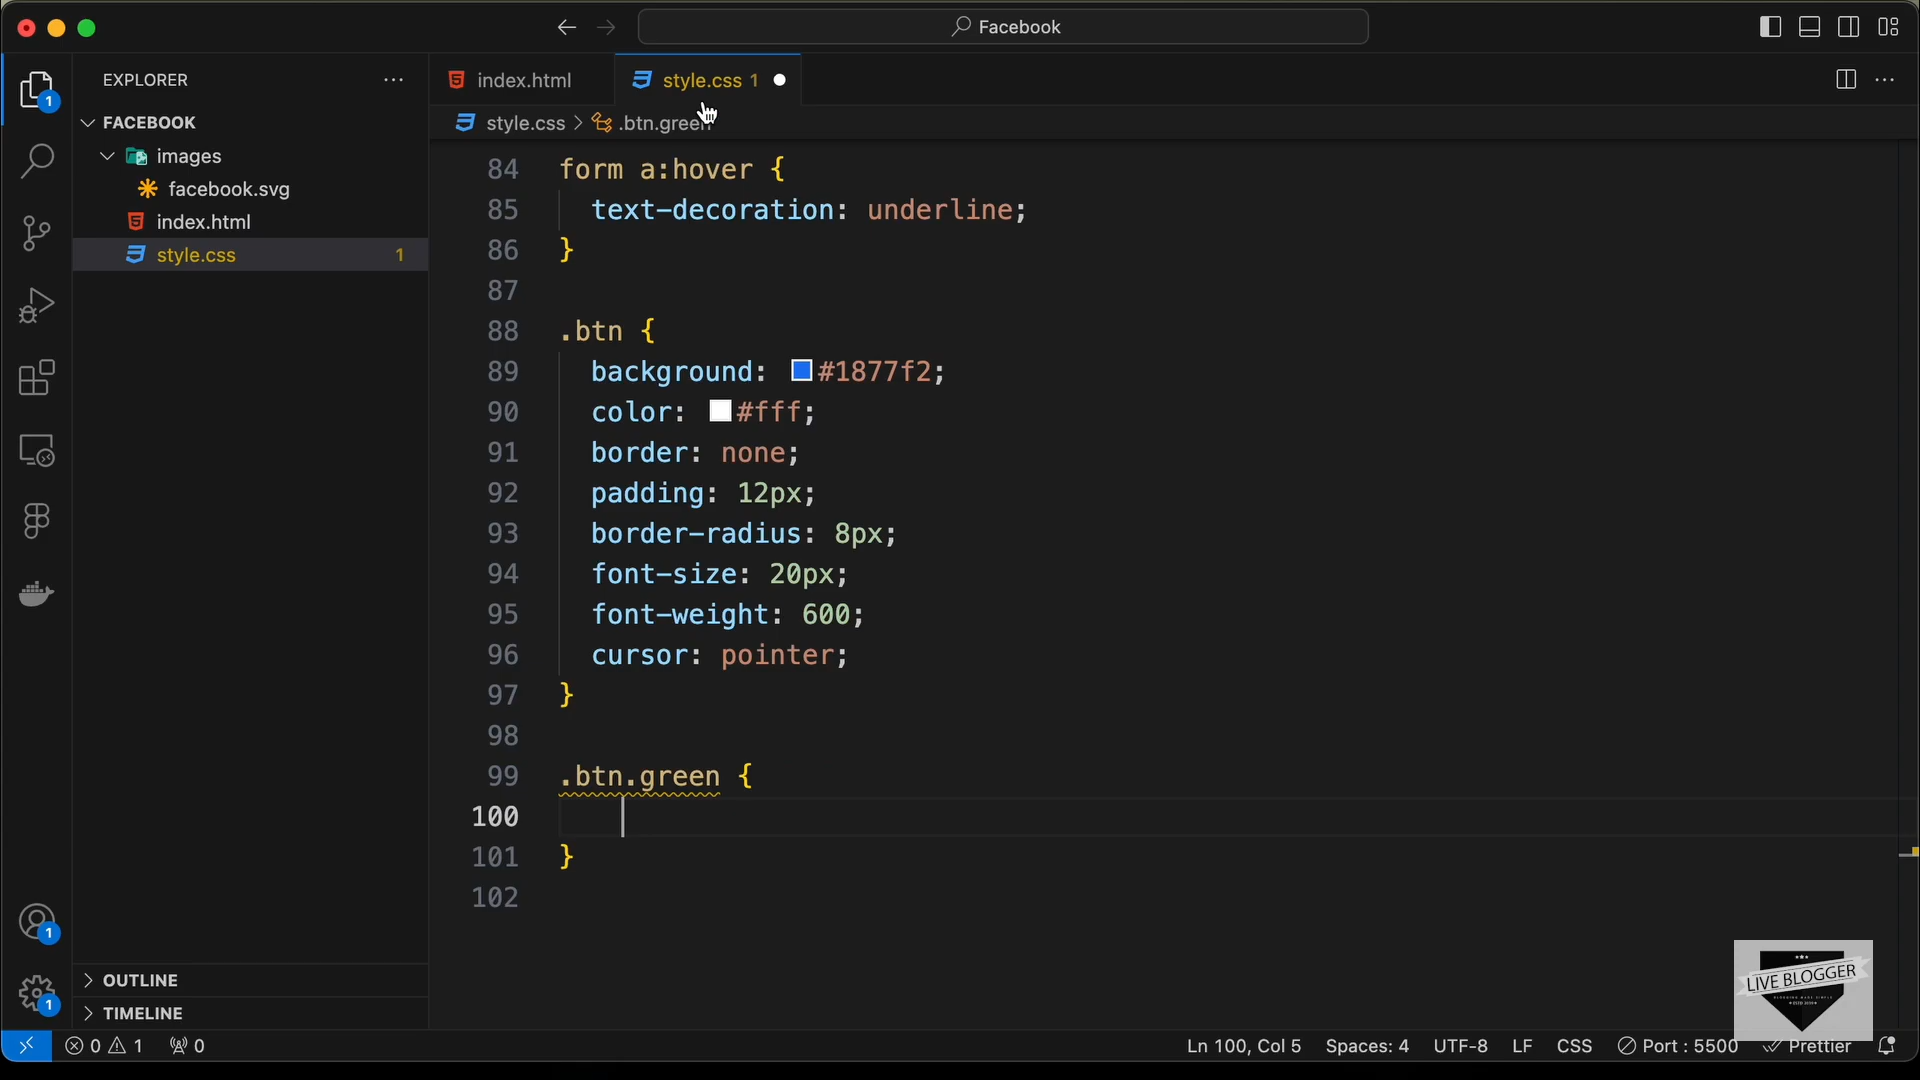 Facebook
EXPLORER
index.html
style.css 1
FACEBOOK
style.css > .btn.green
images
facebook.svg
index.html
style.css 1
84 form a:hover {
85 text-decoration: underline;
86 }
87
88 .btn {
89 background: #1877f2;
90 color: #fff;
91 border: none;
92 padding: 12px;
93 border-radius: 8px;
94 font-size: 20px;
95 font-weight: 600;
96 cursor: pointer;
97 }
98
99 .btn.green {
100
101 }
102
1
1
1
OUTLINE
TIMELINE
LIVE BLOGGER
0 1 0
Ln 100, Col 5 Spaces: 4 UTF-8 LF CSS Port : 5500 Prettier